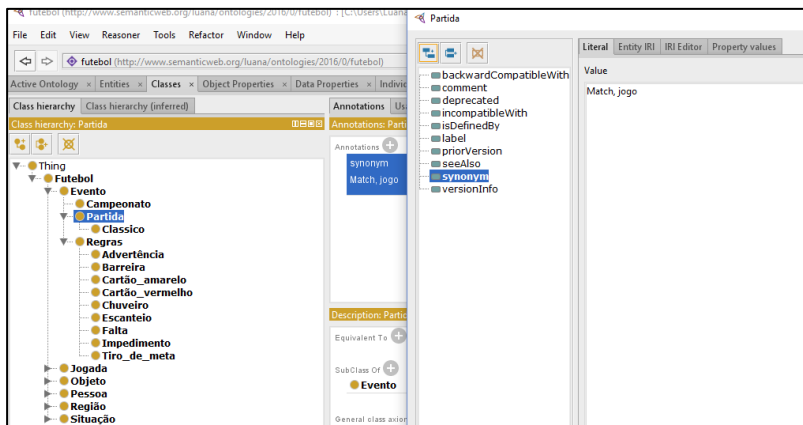 futebol (http://www.semanticweb.org/luana/ontologies/2016/0/futebol) : [C:\Users\Luana
File Edit View Reasoner Tools Refactor Window Help
futebol (http://www.semanticweb.org/luana/ontologies/2016/0/futebol)
Active Ontology × Entities × Classes × Object Properties × Data Properties × Individ
Class hierarchy Class hierarchy (inferred)
Class hierarchy: Partida
Thing
Futebol
Evento
Campeonato
Partida
Classico
Regras
Advertência
Barreira
Cartão_amarelo
Cartão_vermelho
Chuveiro
Escanteio
Falta
Impedimento
Tiro_de_meta
Jogada
Objeto
Pessoa
Região
Situação
Annotations Us
Annotations: Parti
Annotations
synonym
Match, jogo
Description: Partid
Equivalent To
SubClass Of
Evento
General class axion
Partida
backwardCompatibleWith
comment
deprecated
incompatibleWith
isDefinedBy
label
priorVersion
seeAlso
synonym
versionInfo
Literal Entity IRI IRI Editor Property values
Value
Match, jogo